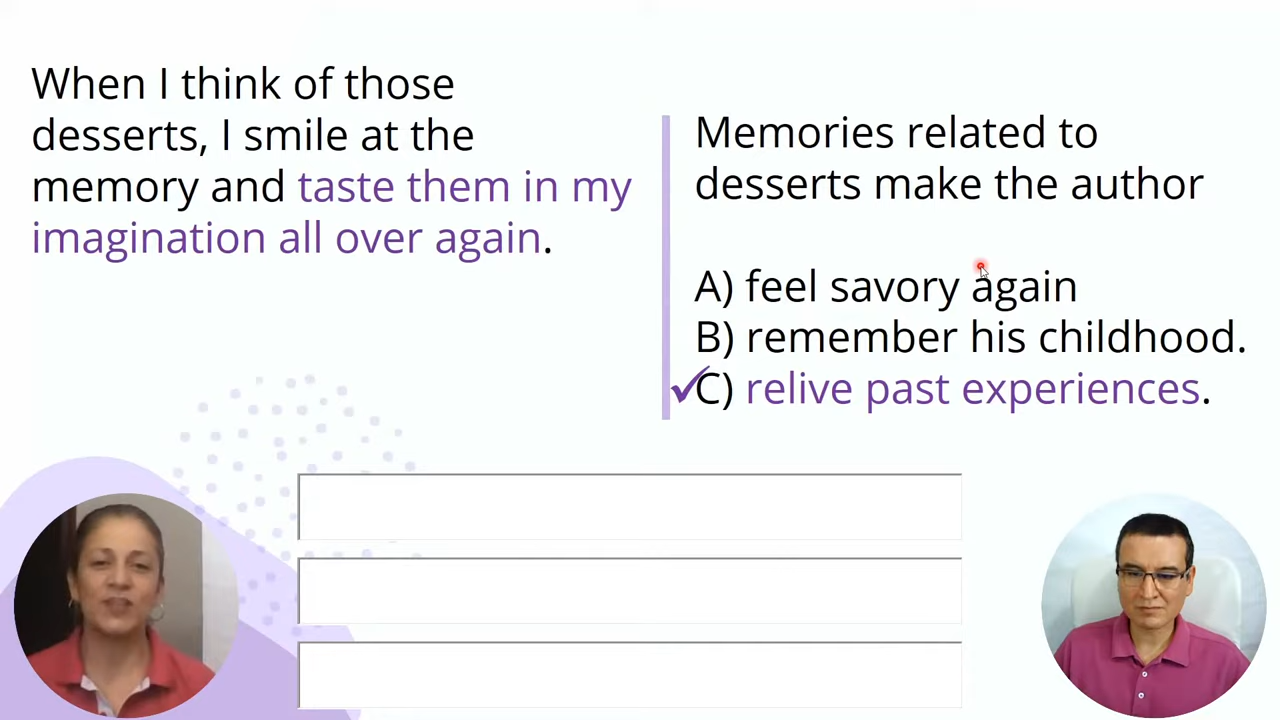 When I think of those
desserts, I smile at the
memory and taste them in my
imagination all over again.
Memories related to
desserts make the author
A) feel savory again
B) remember his childhood.
C) relive past experiences.